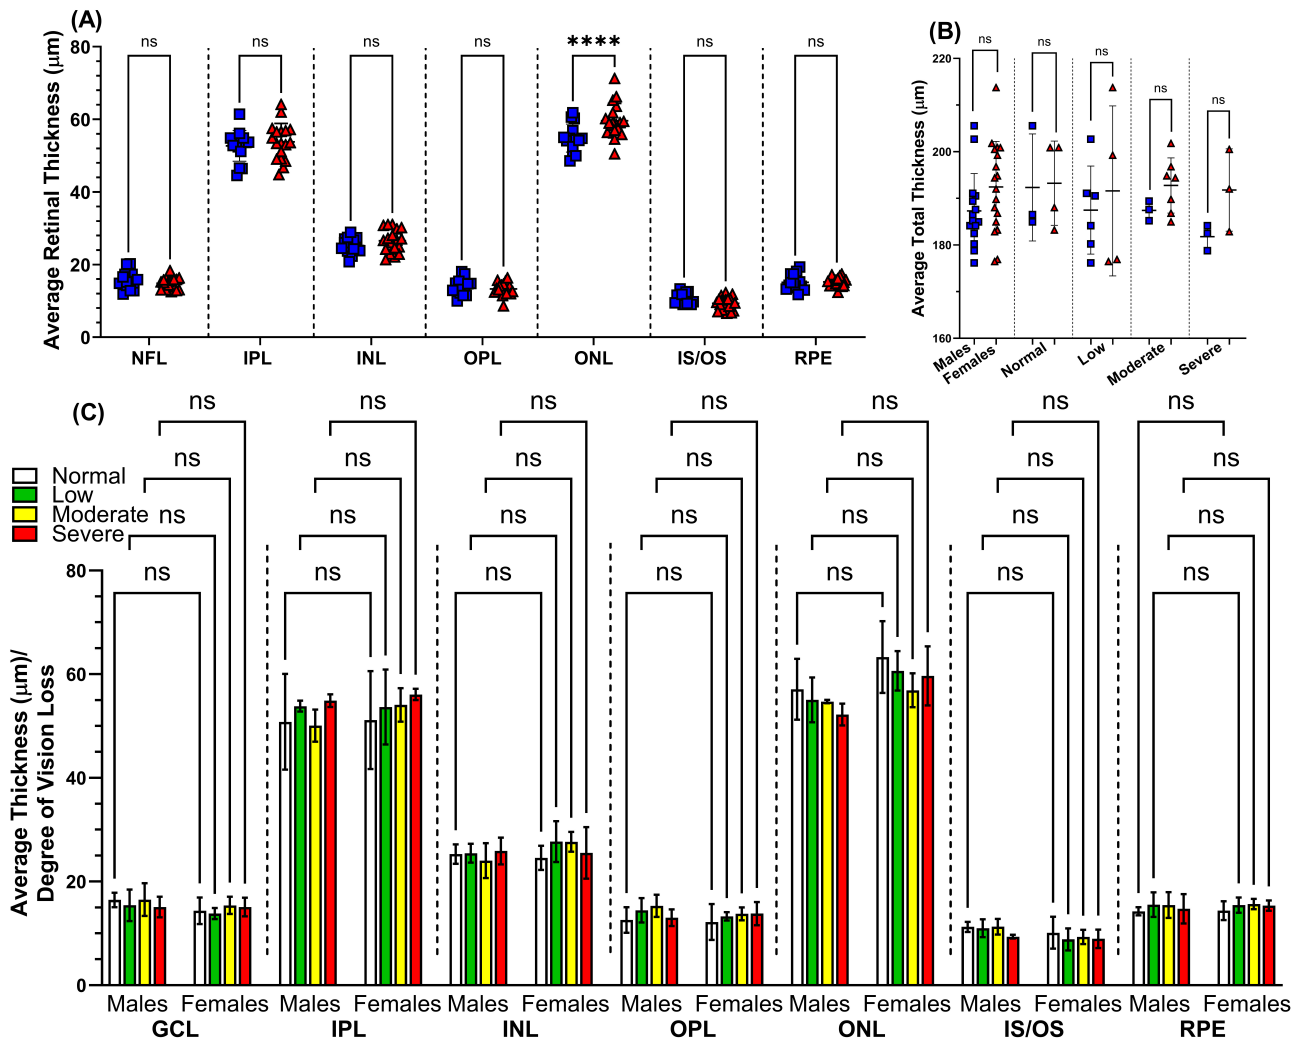 (A)
ns ns ns ns **** ns ns
Average Retinal Thickness (μm)
80
60
40
20
0
NFL IPL INL OPL ONL IS/OS RPE
(B)
ns ns ns ns ns
Average Total Thickness (μm)
220
200
180
160
Males Females Normal Low Moderate Severe
(C)
ns ns ns ns ns ns ns
ns ns ns ns ns ns ns
ns ns ns ns ns ns ns
ns ns ns ns ns ns ns
Normal
Low
Moderate
Severe
Average Thickness (μm)/
Degree of Vision Loss
80
60
40
20
0
Males Females Males Females Males Females Males Females Males Females Males Females Males Females
GCL IPL INL OPL ONL IS/OS RPE